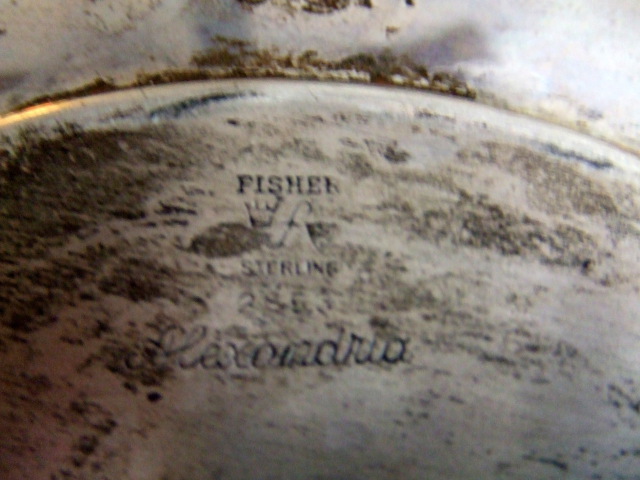 FISHER
f
STERLING
Alexandria